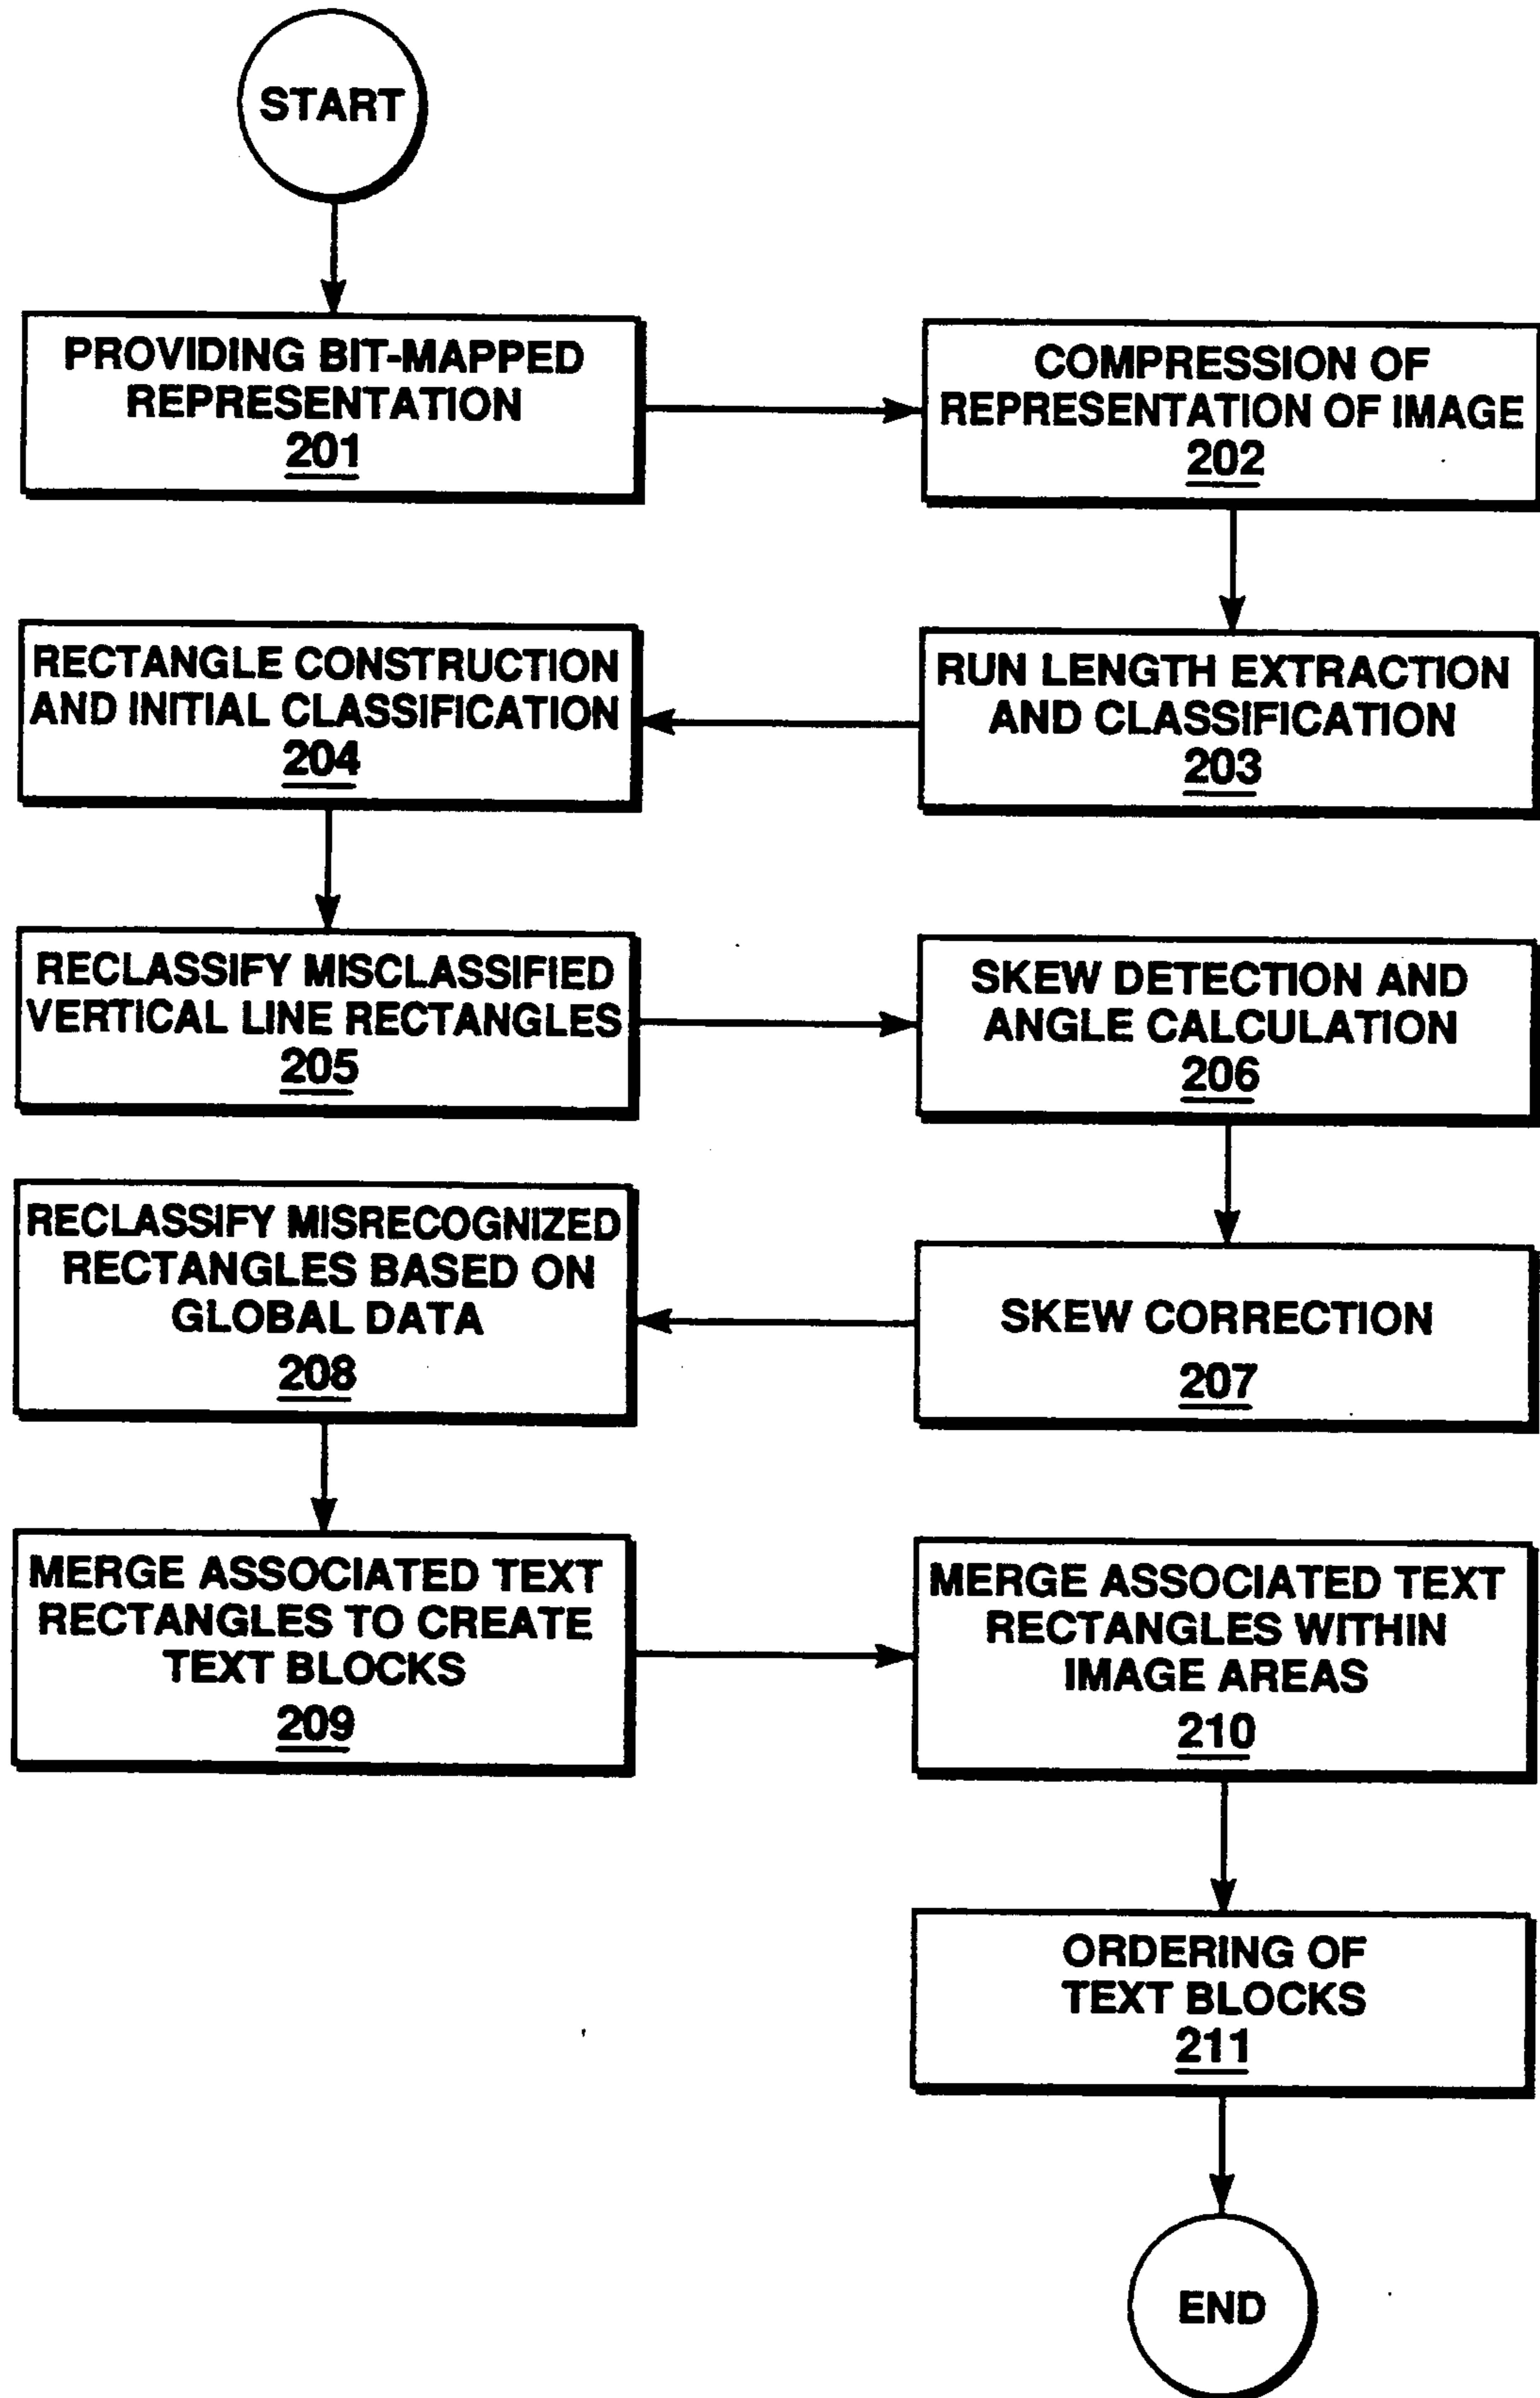 START
PROVIDING BIT-MAPPED
REPRESENTATION
201
COMPRESSION OF
REPRESENTATION OF IMAGE
202
RUN LENGTH EXTRACTION
AND CLASSIFICATION
203
RECTANGLE CONSTRUCTION
AND INITIAL CLASSIFICATION
204
RECLASSIFY MISCLASSIFIED
VERTICAL LINE RECTANGLES
205
SKEW DETECTION AND
ANGLE CALCULATION
206
SKEW CORRECTION
207
RECLASSIFY MISRECOGNIZED
RECTANGLES BASED ON
GLOBAL DATA
208
MERGE ASSOCIATED TEXT
RECTANGLES TO CREATE
TEXT BLOCKS
209
MERGE ASSOCIATED TEXT
RECTANGLES WITHIN
IMAGE AREAS
210
ORDERING OF
TEXT BLOCKS
211
END